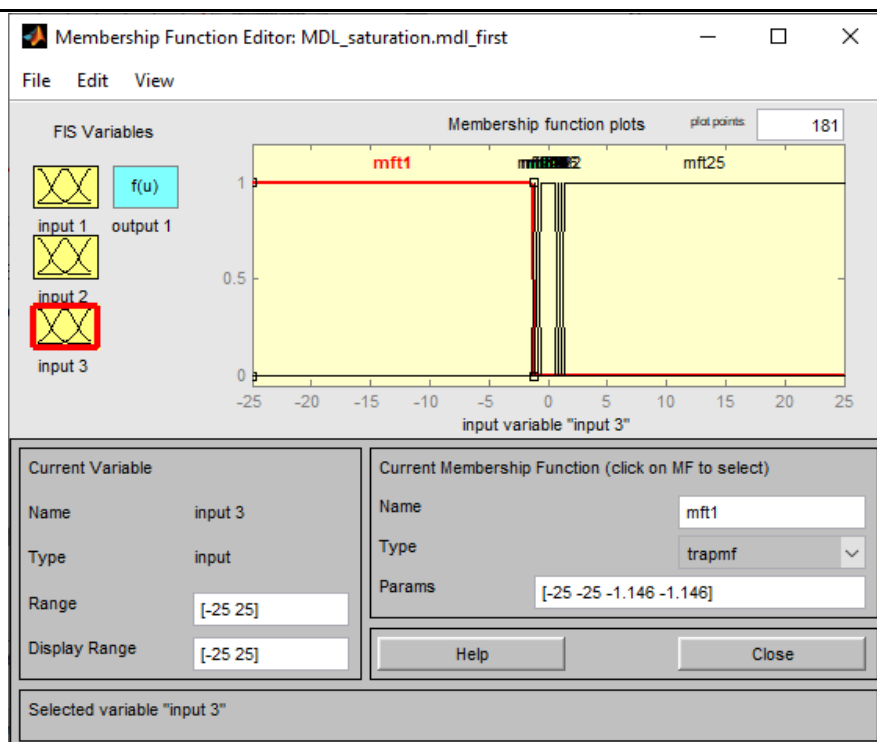 Membership Function Editor: MDL_saturation.mdl_first
File Edit View
FIS Variables
Membership function plots
plot points:
181
f(u)
input 1
output 1
input 2
input 3
mft1
mft25
1
0.5
0
-25 -20 -15 -10 -5 0 5 10 15 20 25
input variable "input 3"
Current Variable
Name input 3
Type input
Range [-25 25]
Display Range [-25 25]
Current Membership Function (click on MF to select)
Name mft1
Type trapmf
Params [-25 -25 -1.146 -1.146]
Help Close
Selected variable "input 3"